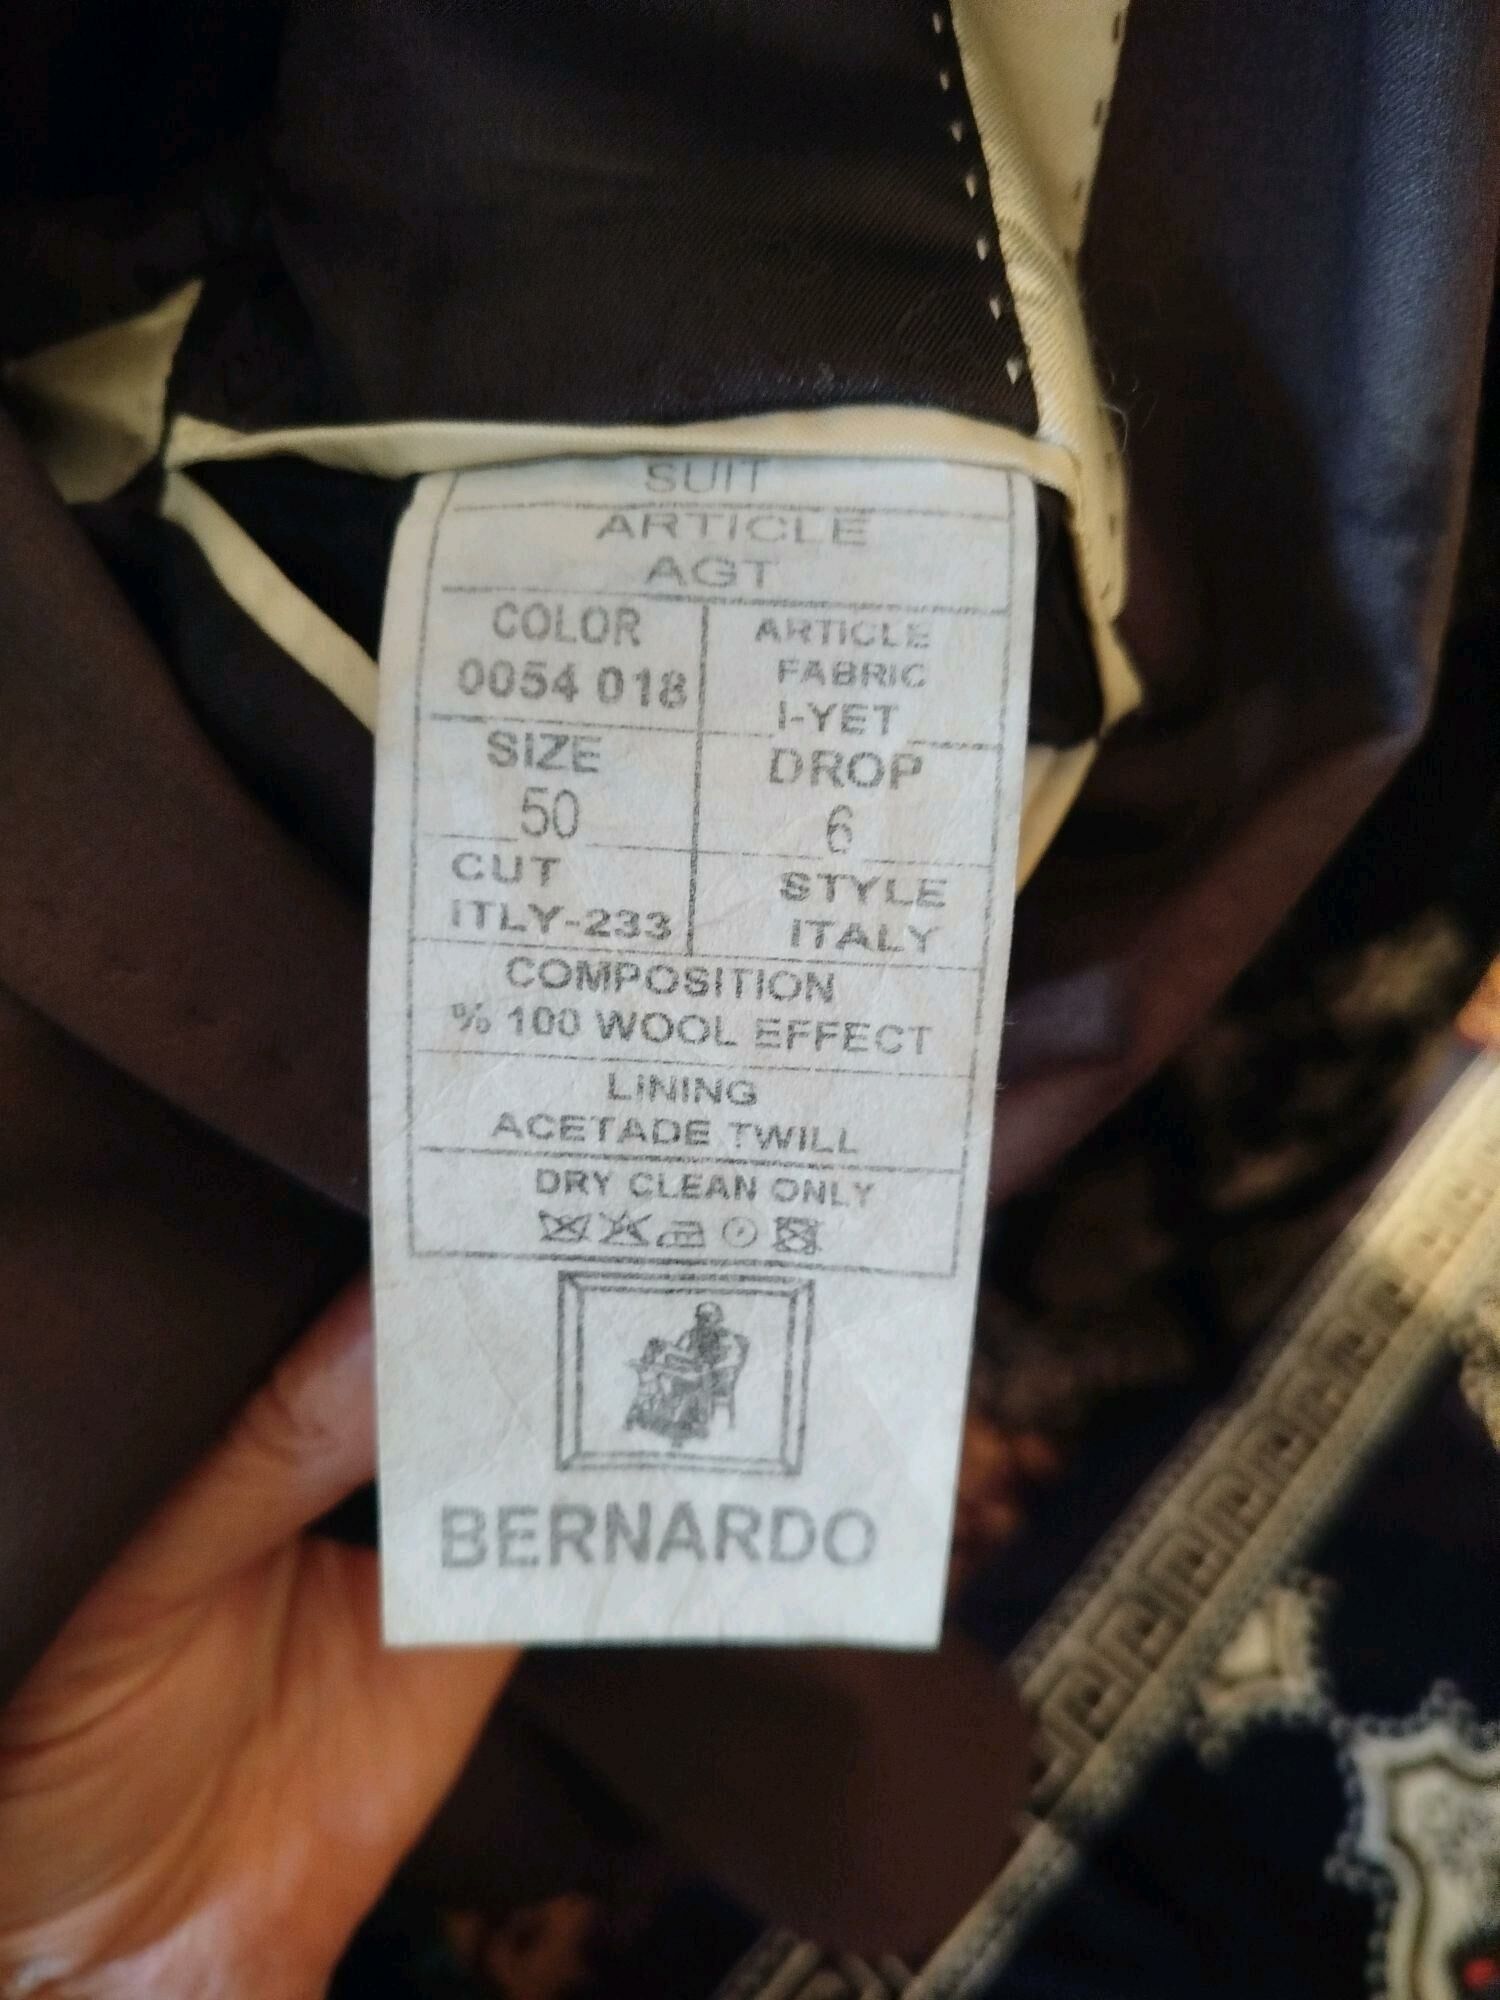 SUIT
ARTICLE
AGT
COLOR
0054 018
ARTICLE
FABRIC
I-YET
SIZE
50
DROP
6
CUT
ITLY-233
STYLE
ITALY
COMPOSITION
% 100 WOOL EFFECT
LINING
ACETADE TWILL
DRY CLEAN ONLY
BERNARDO